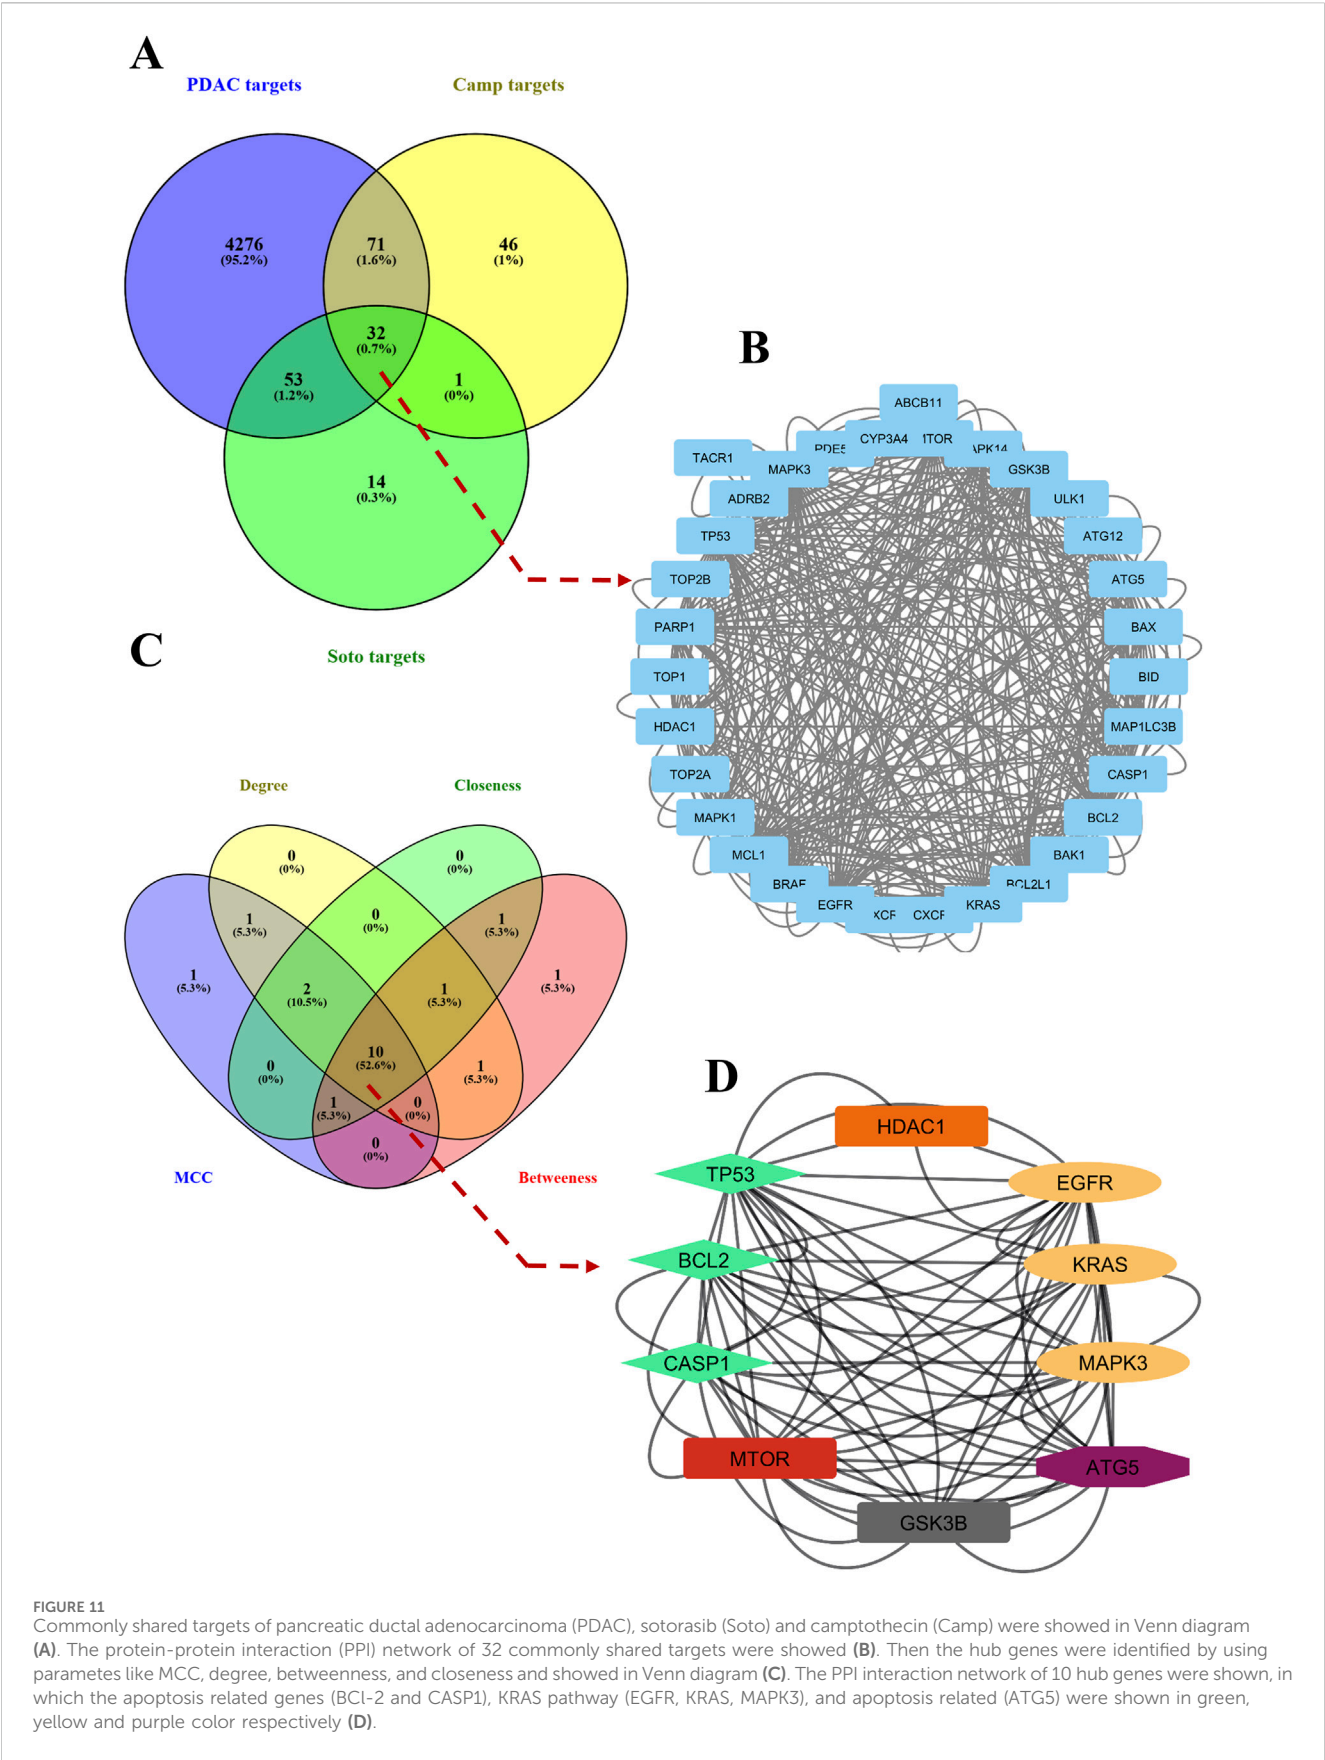 A
PDAC targets
Camp targets
4276
(95.2%)
71
(1.6%)
46
(1%)
32
(0.7%)
53
(1.2%)
1
(0%)
14
(0.3%)
Soto targets
B
ABCB11
CYP3A4
TACR1
MAPK3
GSK3B
ADRB2
ULK1
TP53
ATG12
TOP2B
ATG5
PARP1
BAX
TOP1
BID
HDAC1
MAP1LC3B
TOP2A
CASP1
MAPK1
BCL2
MCL1
BAK1
BCL2L1
EGFR
KRAS
C
Degree
Closeness
0
(0%)
0
(0%)
1
(5.3%)
0
(0%)
1
(5.3%)
1
(5.3%)
2
(10.5%)
1
(5.3%)
1
(5.3%)
0
(0%)
10
(52.6%)
1
(5.3%)
1
(5.3%)
0
(0%)
0
(0%)
MCC
Betweeness
D
HDAC1
TP53
EGFR
BCL2
KRAS
CASP1
MAPK3
MTOR
ATG5
GSK3B
FIGURE 11
Commonly shared targets of pancreatic ductal adenocarcinoma (PDAC), sotorasib (Soto) and camptothecin (Camp) were showed in Venn diagram
(A). The protein-protein interaction (PPI) network of 32 commonly shared targets were showed (B). Then the hub genes were identified by using
parametes like MCC, degree, betweenness, and closeness and showed in Venn diagram (C). The PPI interaction network of 10 hub genes were shown, in
which the apoptosis related genes (BCl-2 and CASP1), KRAS pathway (EGFR, KRAS, MAPK3), and apoptosis related (ATG5) were shown in green,
yellow and purple color respectively (D).